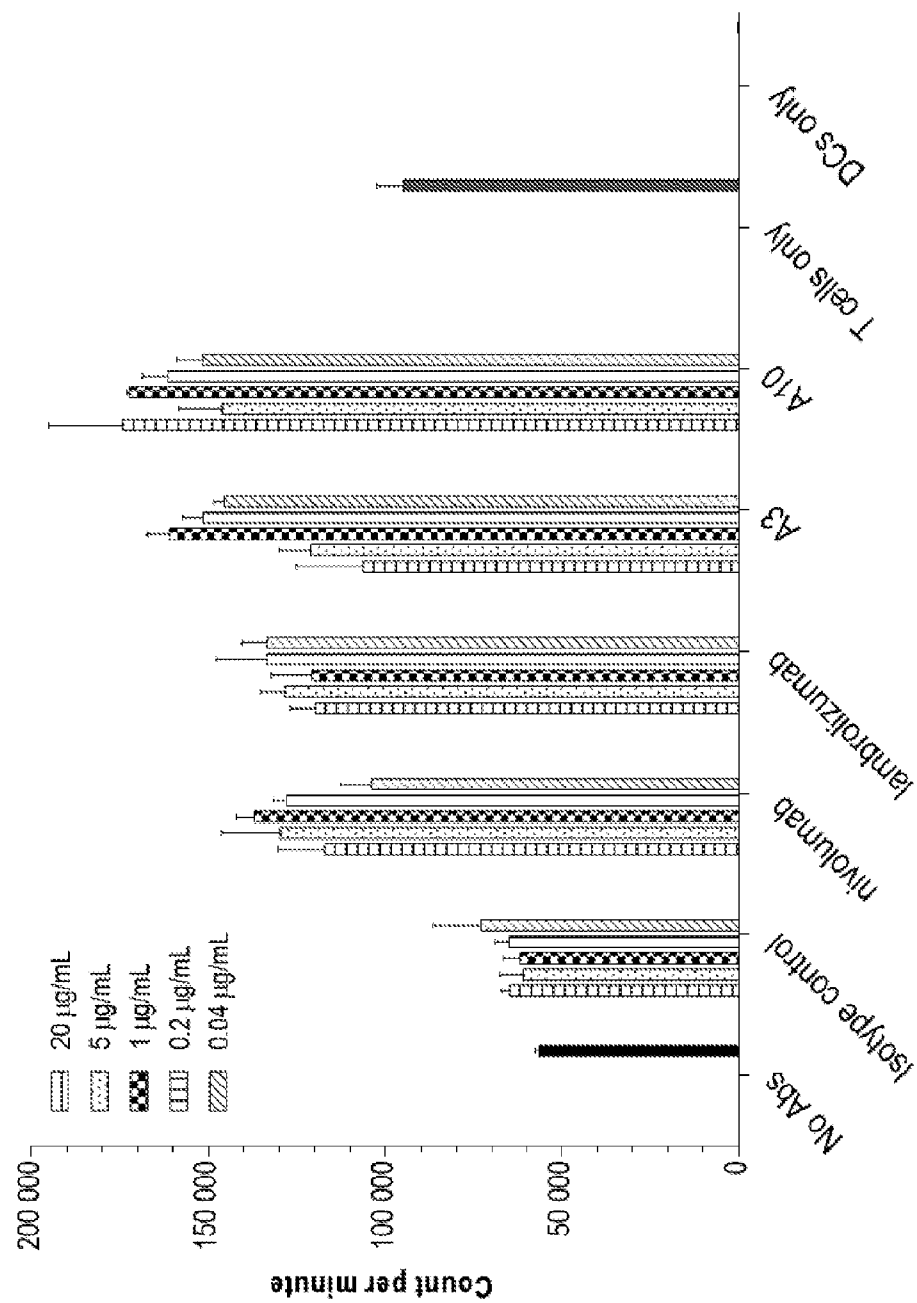 20 µg/mL
5 µg/mL
1 µg/mL
0.2 µg/mL
0.04 µg/mL
200 000
150 000
100 000
50 000
0
Count per minute
No Abs
Isotype control
nivolumab
lambrolizumab
A3
A10
T cells only
DCs only